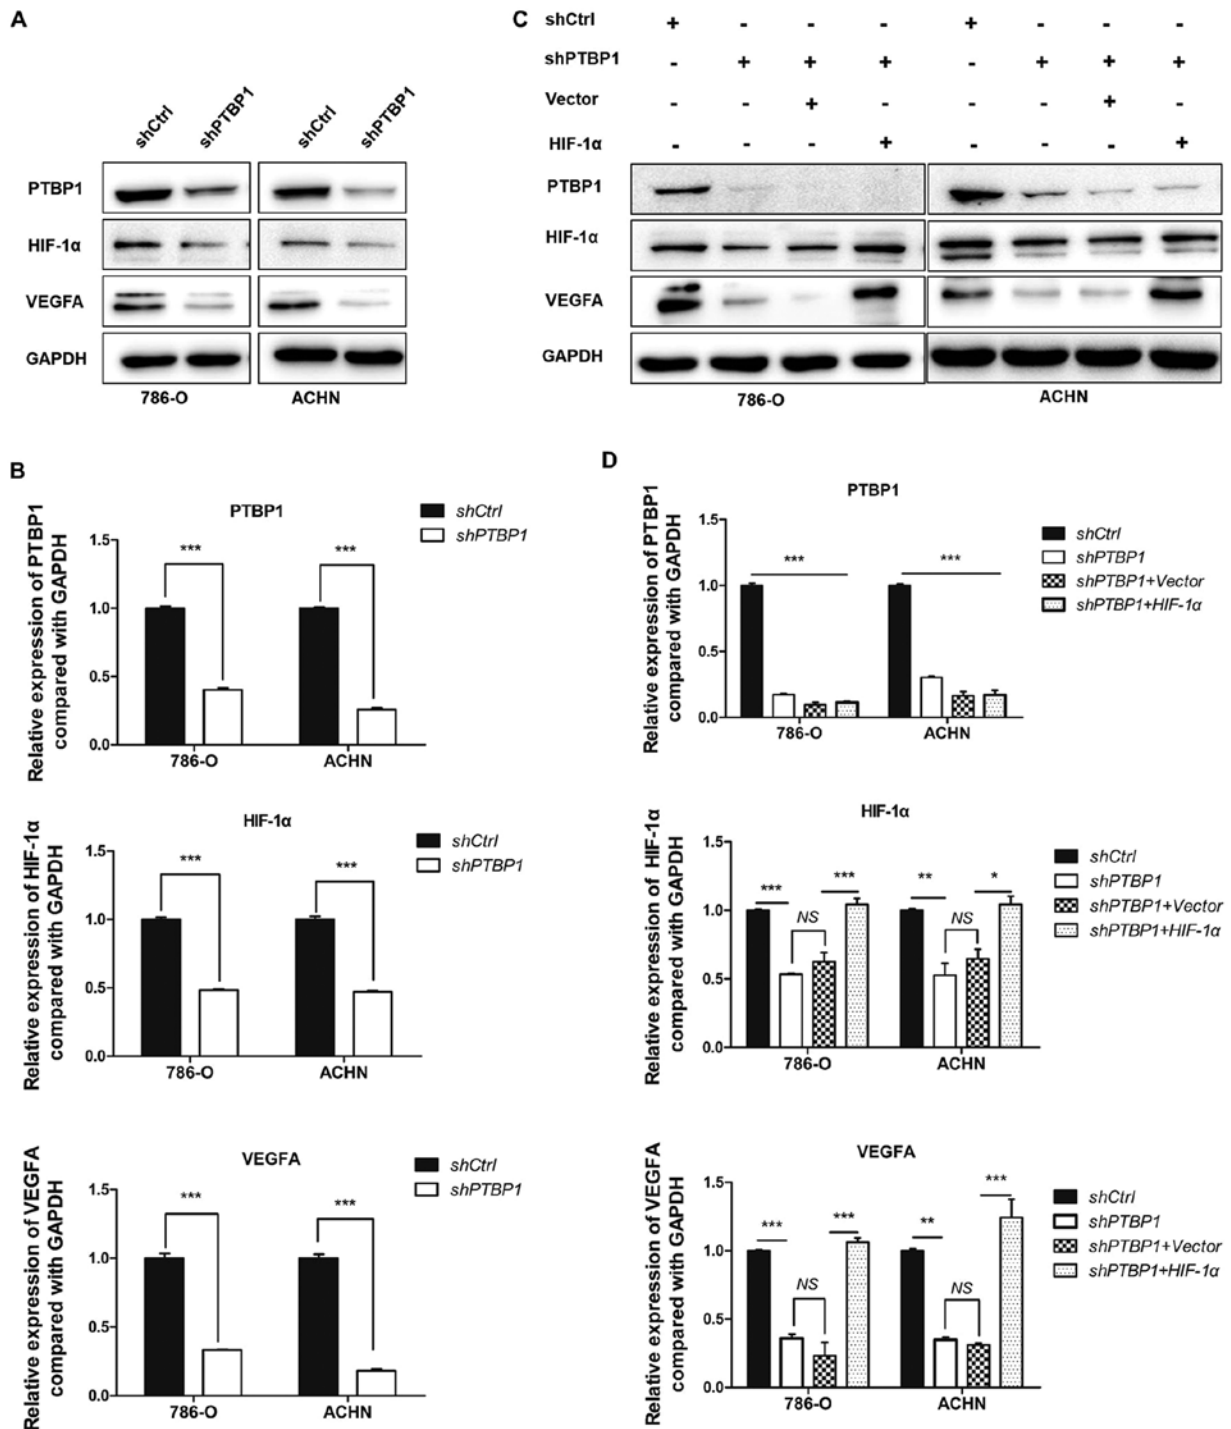 A
shCtrl
shPTBP1
shCtrl
shPTBP1
PTBP1
HIF-1α
VEGFA
GAPDH
786-O
ACHN
C
shCtrl + - - - + - - -
shPTBP1 - + + + - + + +
Vector - - + - - - + -
HIF-1α - - - + - - - +
PTBP1
HIF-1α
VEGFA
GAPDH
786-O
ACHN
B
PTBP1
Relative expression of PTBP1
compared with GAPDH
1.5
1.0
0.5
0.0
***
***
786-O
ACHN
shCtrl
shPTBP1
HIF-1α
Relative expression of HIF-1α
compared with GAPDH
1.5
1.0
0.5
0.0
***
***
786-O
ACHN
shCtrl
shPTBP1
VEGFA
Relative expression of VEGFA
compared with GAPDH
1.5
1.0
0.5
0.0
***
***
786-O
ACHN
shCtrl
shPTBP1
D
PTBP1
Relative expression of PTBP1
compared with GAPDH
1.5
1.0
0.5
0.0
***
***
786-O
ACHN
shCtrl
shPTBP1
shPTBP1+Vector
shPTBP1+HIF-1α
HIF-1α
Relative expression of HIF-1α
compared with GAPDH
1.5
1.0
0.5
0.0
***
NS
***
**
NS
*
786-O
ACHN
shCtrl
shPTBP1
shPTBP1+Vector
shPTBP1+HIF-1α
VEGFA
Relative expression of VEGFA
compared with GAPDH
1.5
1.0
0.5
0.0
***
NS
***
**
NS
***
786-O
ACHN
shCtrl
shPTBP1
shPTBP1+Vector
shPTBP1+HIF-1α